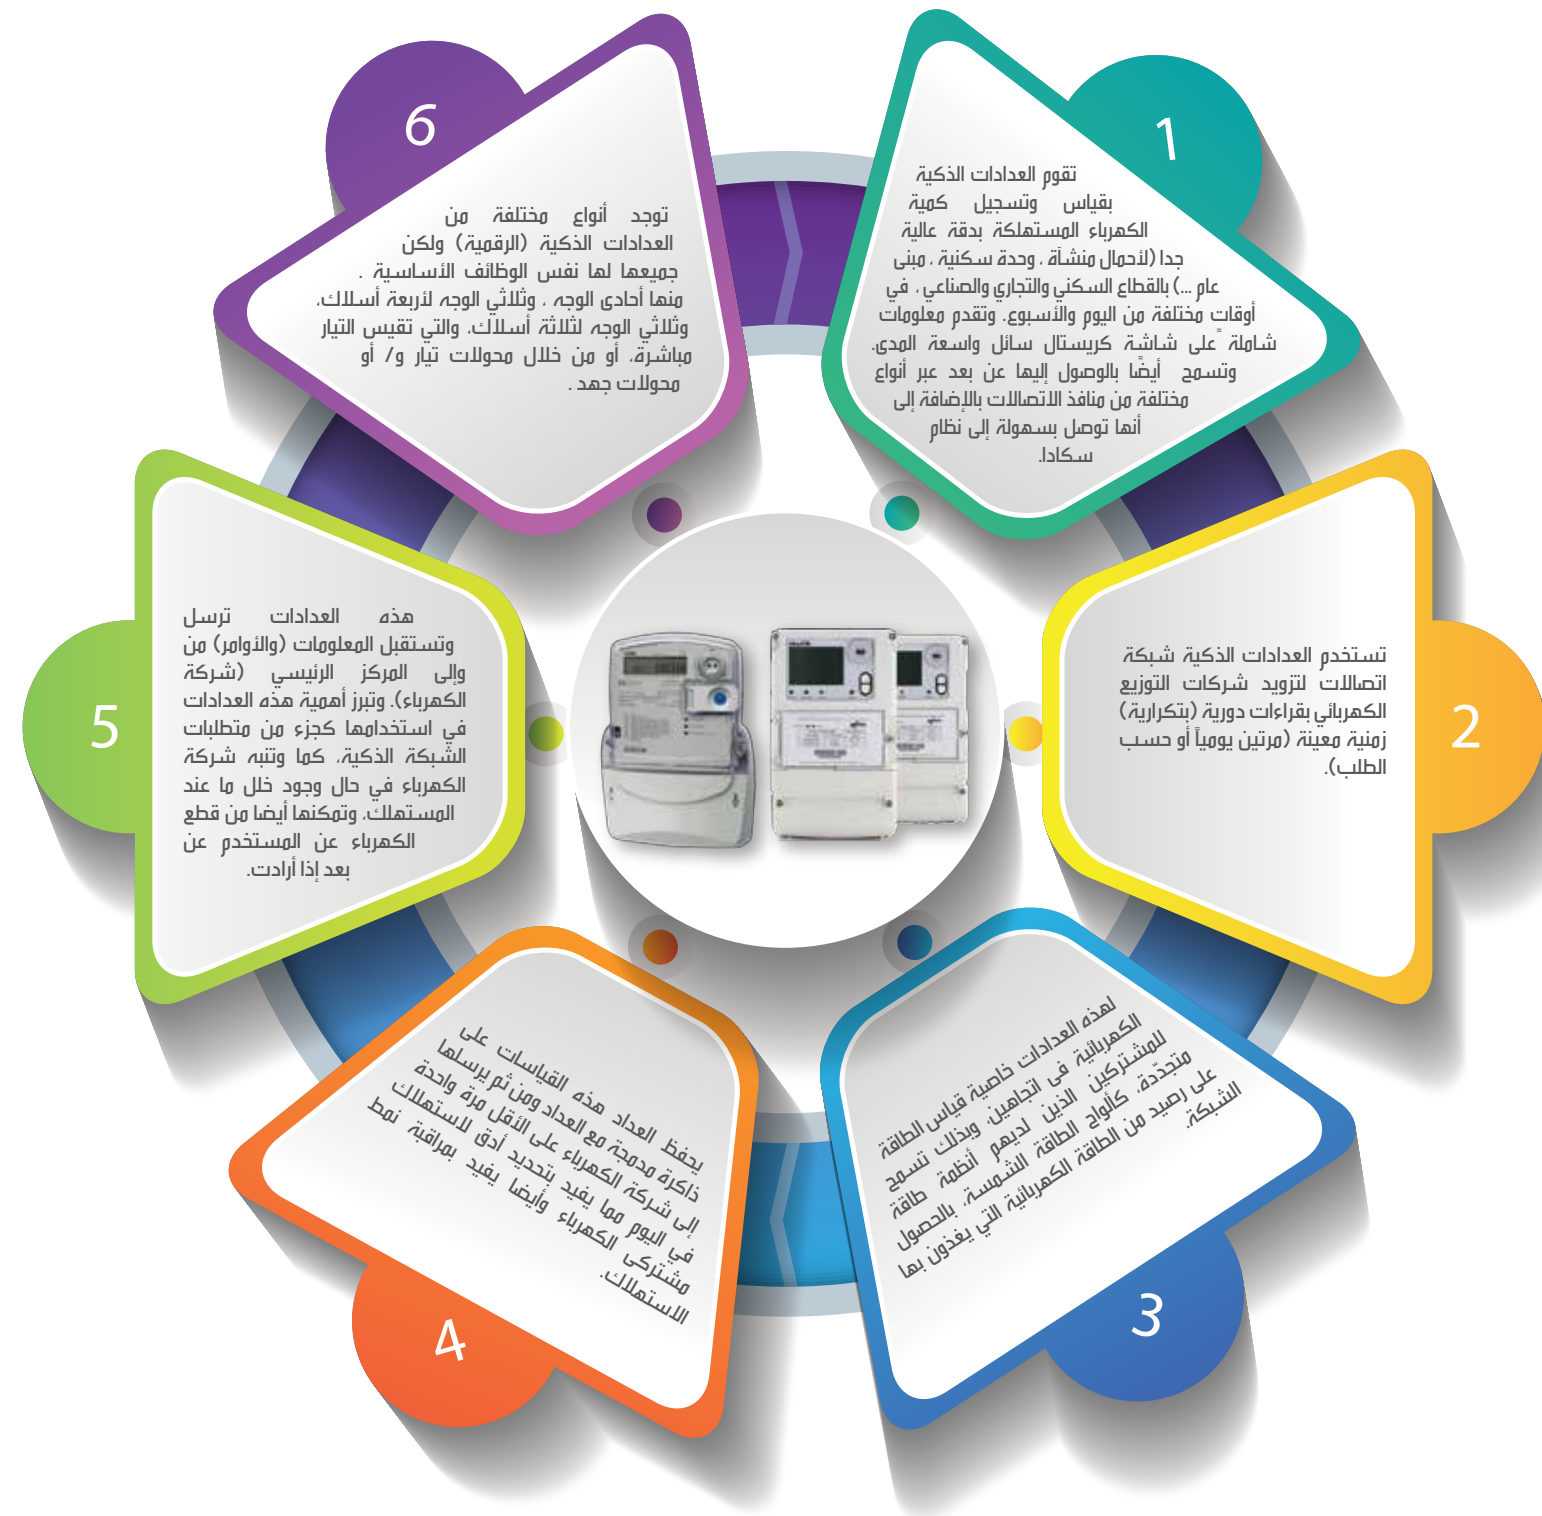 1
تقوم العدادات الذكية
بقياس وتسجيل كمية
الكهرباء المستهلكة بدقة عالية
جدا (لأحمال منشأة ، وحدة سكنية ، مبنى
عام ...) بالقطاع السكني والتجاري والصناعي ، في
أوقات مختلفة من اليوم والأسبوع. وتقدم معلومات
شاملةً على شاشة كريستال سائل واسعة المدى.
وتسمح أيضًا بالوصول إليها عن بعد عبر أنواع
مختلفة من منافذ الاتصالات بالإضافة إلى
أنها توصل بسهولة إلى نظام
سكادا.
2
تستخدم العدادات الذكية شبكة
اتصالات لتزويد شركات التوزيع
الكهربائي بقراءات دورية (بتكرارية)
زمنية معينة (مرتين يومياً أو حسب
الطلب).
3
لهذه العدادات خاصية قياس الطاقة
الكهربائية في اتجاهين، وبذلك تسمح
للمشتركين الذين لديهم أنظمة طاقة
متجدّدة، كألواح الطاقة الشمسة، بالحصول
على رصيد من الطاقة الكهربائية التي يغذون بها
الشبكة.
4
يحفظ العداد هذه القياسات على
ذاكرة مدمجة مع العداد ومن ثم يرسلها
إلى شركة الكهرباء على الأقل مرة واحدة
في اليوم مما يفيد بتحديد أدق لاستهلاك
مشتركى الكهرباء وأيضا يفيد بمراقبة نمط
الاستهلاك.
5
هذه العدادات ترسل
وتستقبل المعلومات (والأوامر) من
وإلى المركز الرئيسي (شركة
الكهرباء). وتبرز أهمية هذه العدادات
في استخدامها كجزء من متطلبات
الشبكة الذكية، كما وتنبه شركة
الكهرباء في حال وجود خلل ما عند
المستهلك، وتمكنها أيضا من قطع
الكهرباء عن المستخدم عن
بعد إذا أرادت.
6
توجد أنواع مختلفة من
العدادات الذكية (الرقمية) ولكن
جميعها لها نفس الوظائف الأساسية .
منها أحادى الوجه ، وثلاثي الوجه لأربعة أسلاك،
وثلاثي الوجه لثلاثة أسلاك، والتي تقيس التيار
مباشرة، أو من خلال محولات تيار و/ أو
محولات جهد .